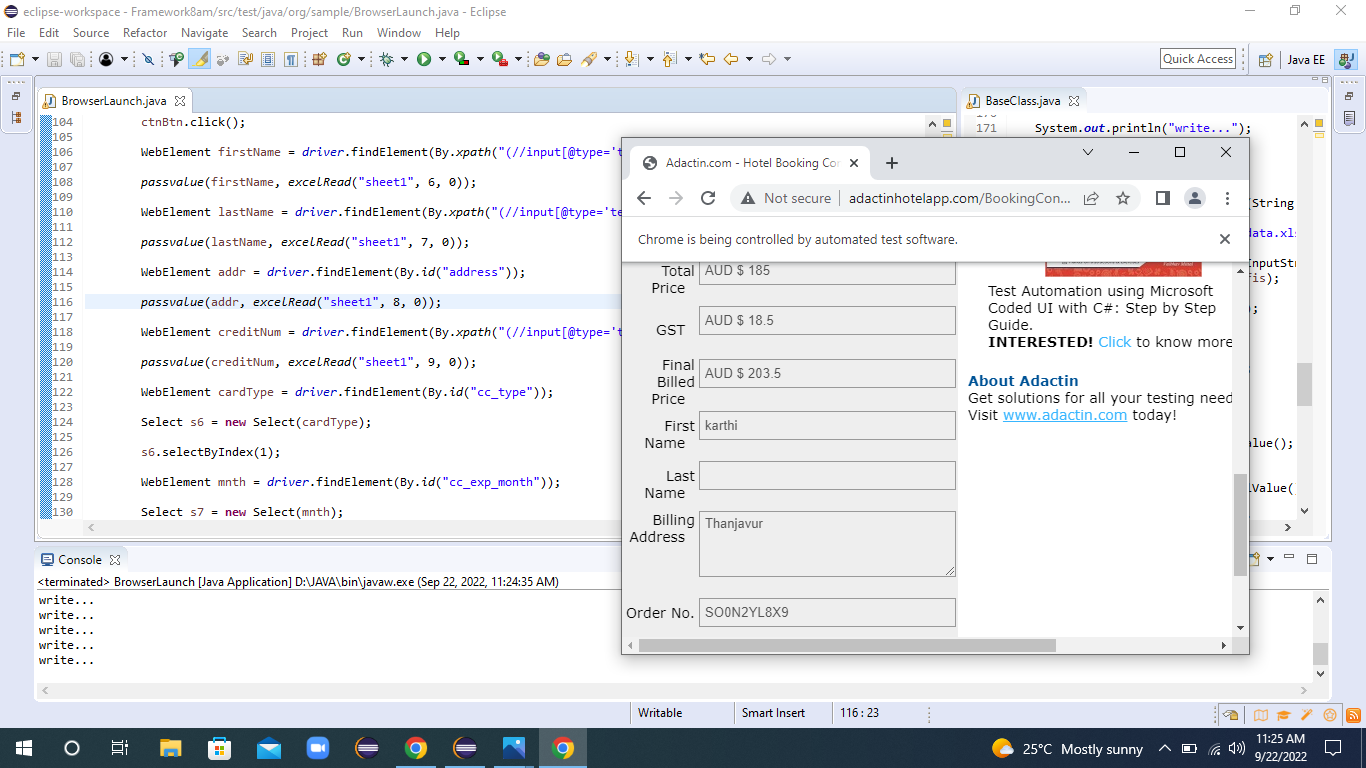 eclipse-workspace - Framework8am/src/test/java/org/sample/BrowserLaunch.java - Eclipse
File Edit Source Refactor Navigate Search Project Run Window Help
Quick Access
Java EE
BrowserLaunch.java
104 ctnBtn.click();
105
106 WebElement firstName = driver.findElement(By.xpath("(//input[@type='t
107
108 passvalue(firstName, excelRead("sheet1", 6, 0));
109
110 WebElement lastName = driver.findElement(By.xpath("(//input[@type='te
111
112 passvalue(lastName, excelRead("sheet1", 7, 0));
113
114 WebElement addr = driver.findElement(By.id("address"));
115
116 passvalue(addr, excelRead("sheet1", 8, 0));
117
118 WebElement creditNum = driver.findElement(By.xpath("(//input[@type='t
119
120 passvalue(creditNum, excelRead("sheet1", 9, 0));
121
122 WebElement cardType = driver.findElement(By.id("cc_type"));
123
124 Select s6 = new Select(cardType);
125
126 s6.selectByIndex(1);
127
128 WebElement mnth = driver.findElement(By.id("cc_exp_month"));
129
130 Select s7 = new Select(mnth);
BaseClass.java
171 System.out.println("write...");
(String
data.xls
InputStr
fis);
);
alue();
lValue(
Adactin.com - Hotel Booking Co
Not secure
adactinhotelapp.com/BookingCon...
Chrome is being controlled by automated test software.
Total Price
AUD $ 185
GST
AUD $ 18.5
Final Billed Price
AUD $ 203.5
First Name
karthi
Last Name
Billing Address
Thanjavur
Order No.
SO0N2YL8X9
Test Automation using Microsoft
Coded UI with C#: Step by Step
Guide.
INTERESTED! Click to know more
About Adactin
Get solutions for all your testing need
Visit www.adactin.com today!
Console
<terminated> BrowserLaunch [Java Application] D:\JAVA\bin\javaw.exe (Sep 22, 2022, 11:24:35 AM)
write...
write...
write...
write...
write...
Writable
Smart Insert
116 : 23
25°C Mostly sunny
11:25 AM
9/22/2022